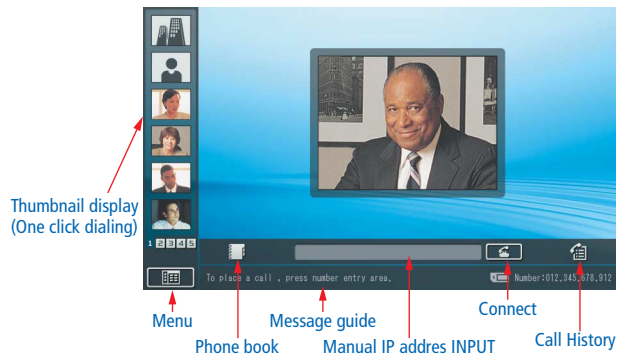 Thumbnail display
(One click dialing)
1 2 3 4 5
To place a call , press number entry area.
Number:012,345,678,912
Menu
Message guide
Connect
Phone book
Manual IP addres INPUT
Call History